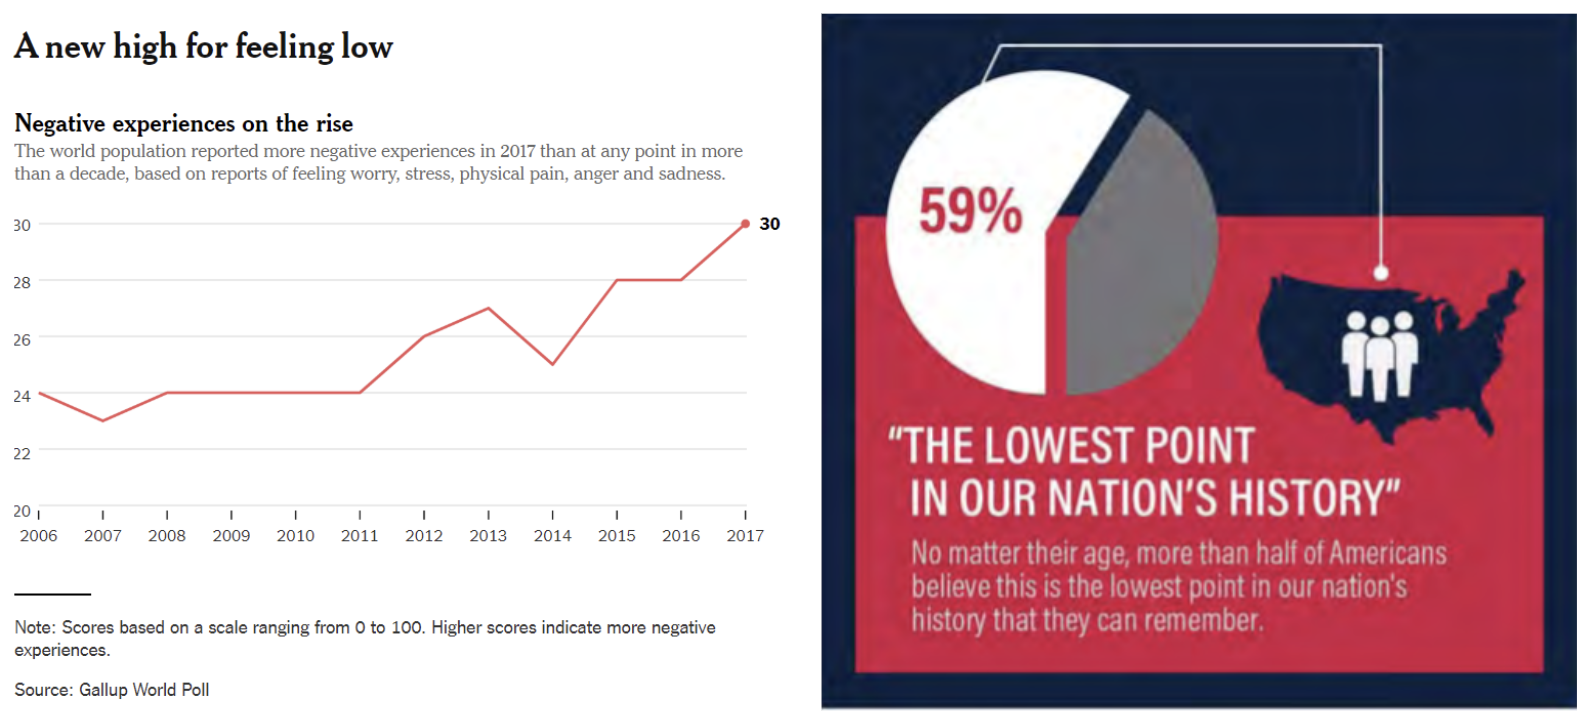 A new high for feeling low
Negative experiences on the rise
The world population reported more negative experiences in 2017 than at any point in more
than a decade, based on reports of feeling worry, stress, physical pain, anger and sadness.
30
30
28
26
24
22
20
2006 2007 2008 2009 2010 2011 2012 2013 2014 2015 2016 2017
Note: Scores based on a scale ranging from 0 to 100. Higher scores indicate more negative
experiences.
Source: Gallup World Poll
59%
“THE LOWEST POINT
IN OUR NATION’S HISTORY”
No matter their age, more than half of Americans
believe this is the lowest point in our nation's
history that they can remember.